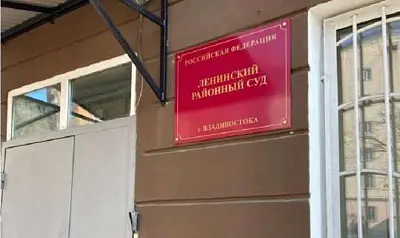 РОССИЙСКАЯ ФЕДЕРАЦИЯ
ЛЕНИНСКИЙ
РАЙОННЫЙ СУД
г. ВЛАДИВОСТОКА